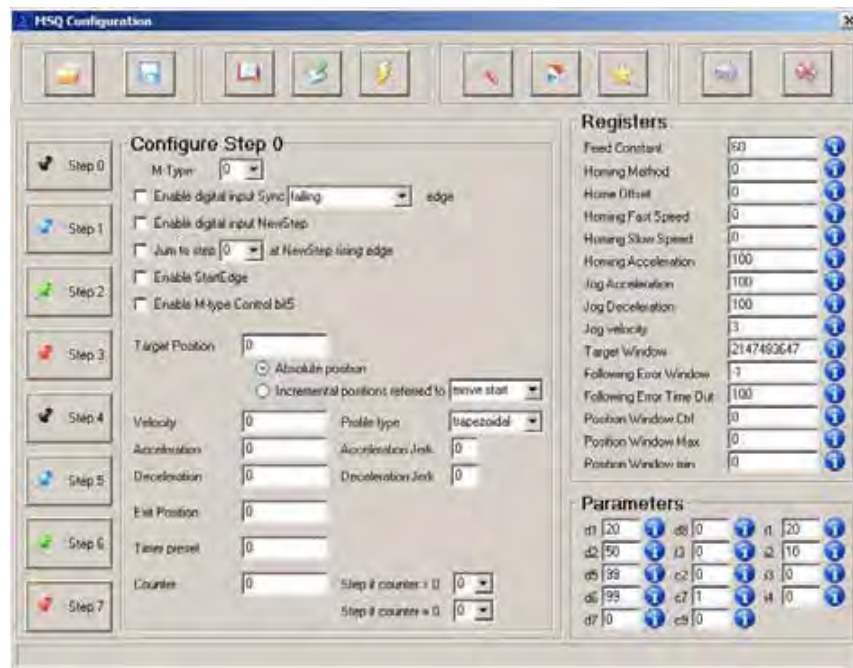 MSQ Configuration
Step 0
Step 1
Step 2
Step 3
Step 4
Step 5
Step 6
Step 7
Configure Step 0
M-Type 0
Enable digital input Sync falling edge
Enable digital input NewStep
Jum to step 0 at NewStep rising edge
Enable StartEdge
Enable M-type Control bit5
Target Position 0
Absolute position
Incremental positions referred to move start
Velocity 0 Profile type trapezoidal
Acceleration 0 Acceleration Jerk 0
Deceleration 0 Deceleration Jerk 0
Exit Position 0
Timer preset 0
Counter 0 Step if counter > 0 0
Step if counter = 0 0
Registers
Feed Constant 60
Homing Method 0
Home Offset 0
Homing Fast Speed 0
Homing Slow Speed 0
Homing Acceleration 100
Jog Acceleration 100
Jog Deceleration 100
Jog velocity 3
Target Window 2147483647
Following Error Window -1
Following Error Time Out 100
Position Window Ctrl 0
Position Window Max 0
Position Window min 0
Parameters
d1 20 d8 0 i1 20
d2 50 i3 0 i2 10
d5 99 c2 0 i3 0
d6 99 c7 1 i4 0
d7 0 c9 0